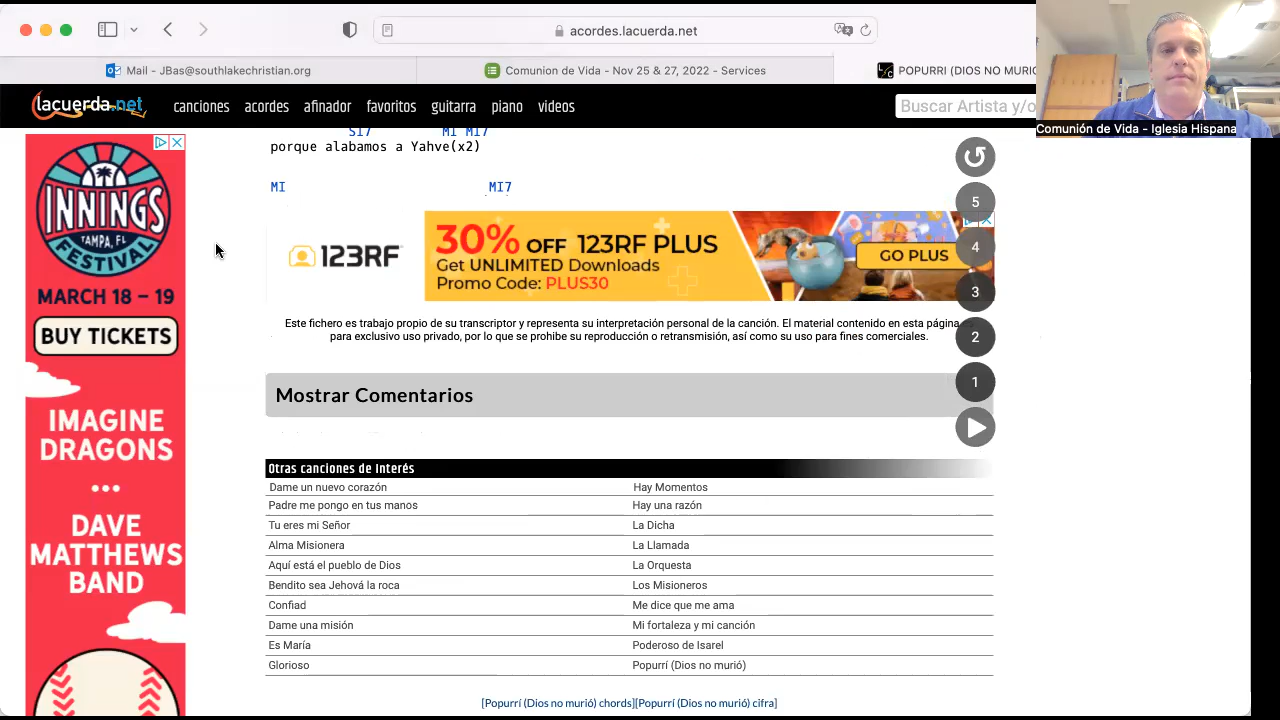 acordes.lacuerda.net
Mail - JBas@southlakechristian.org
Comunion de Vida - Nov 25 & 27, 2022 - Services
POPURRI (DIOS NO MURIO
Comunión de Vida - Iglesia Hispana
lacuerda.net
canciones acordes afinador favoritos guitarra piano videos
Buscar Artista y/o
SI7 MI MI7
porque alabamos a Yahve(x2)
MI MI7
INNINGS
TAMPA, FL
FESTIVAL
MARCH 18 – 19
BUY TICKETS
IMAGINE
DRAGONS
•••
DAVE
MATTHEWS
BAND
123RF
30% OFF 123RF PLUS
Get UNLIMITED Downloads
Promo Code: PLUS30
GO PLUS
5
4
3
2
1
Este fichero es trabajo propio de su transcriptor y representa su interpretación personal de la canción. El material contenido en esta página es
para exclusivo uso privado, por lo que se prohibe su reproducción o retransmisión, así como su uso para fines comerciales.
Mostrar Comentarios
Otras canciones de Interés
Dame un nuevo corazón Hay Momentos
Padre me pongo en tus manos Hay una razón
Tu eres mi Señor La Dicha
Alma Misionera La Llamada
Aquí está el pueblo de Dios La Orquesta
Bendito sea Jehová la roca Los Misioneros
Confiad Me dice que me ama
Dame una misión Mi fortaleza y mi canción
Es María Poderoso de Isarel
Glorioso Popurrí (Dios no murió)
[Popurrí (Dios no murió) chords][Popurrí (Dios no murió) cifra]